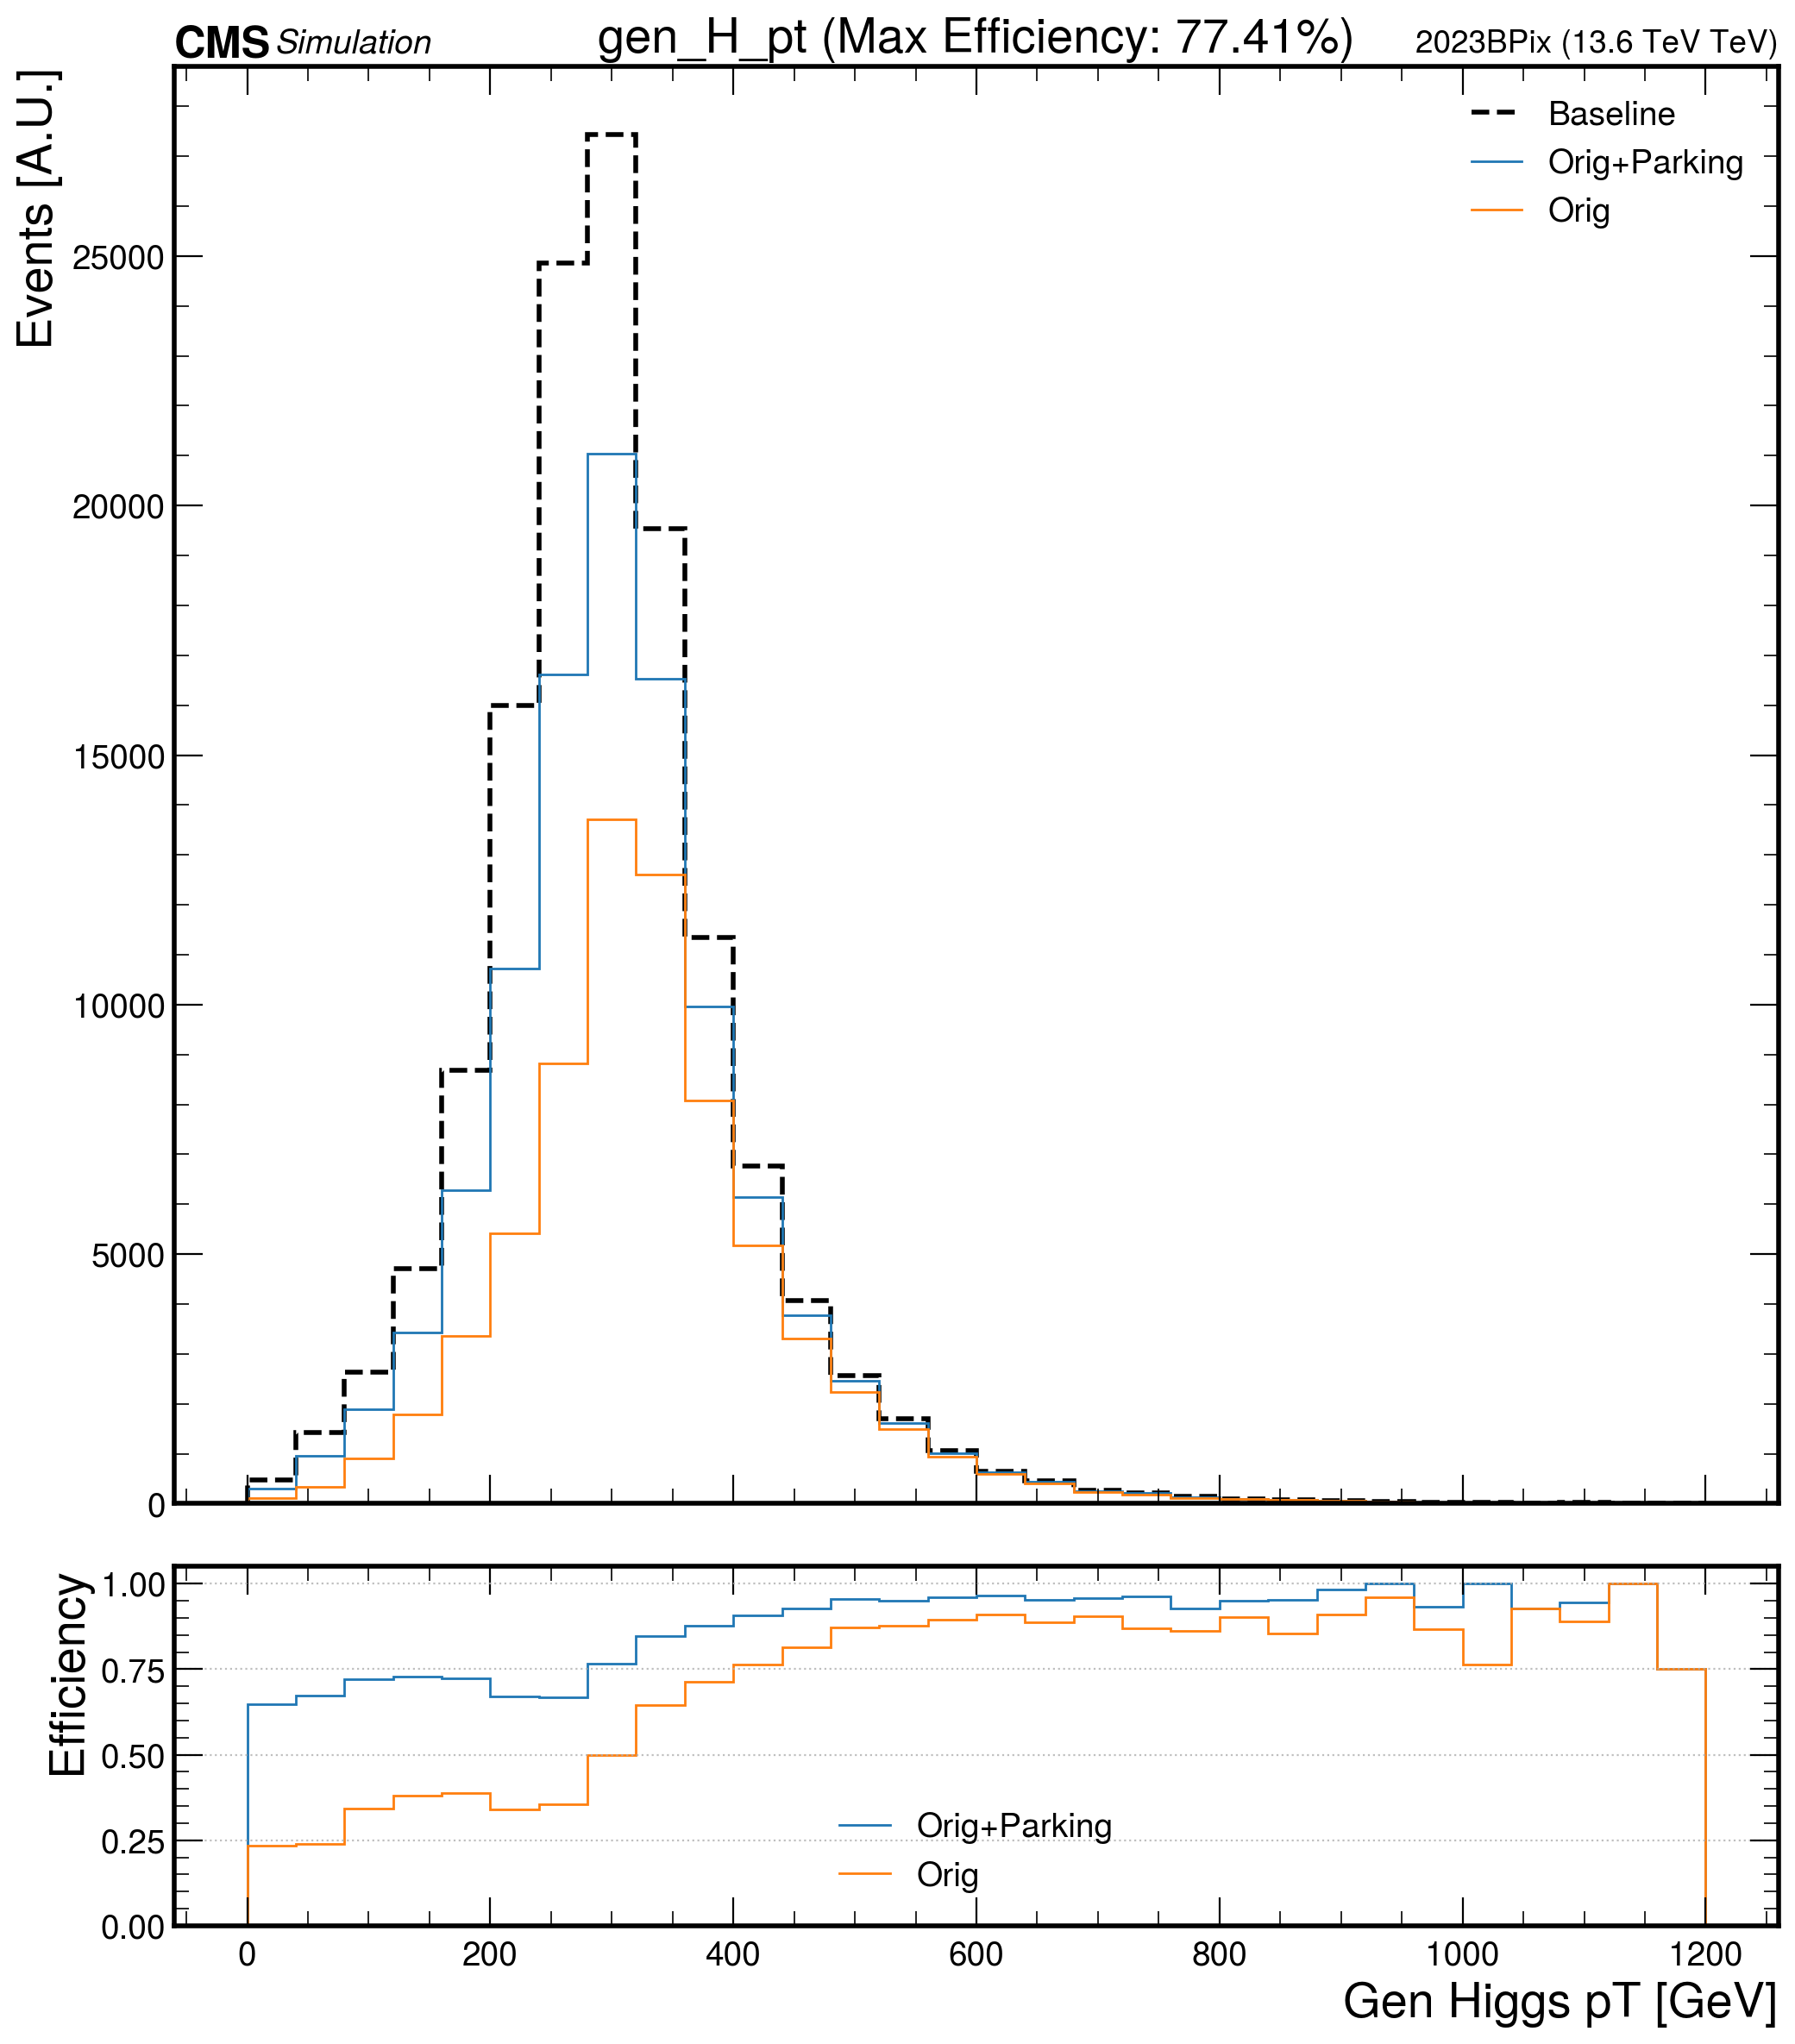 CMS Simulation gen_H_pt (Max Efficiency: 77.41%) 2023BPix (13.6 TeV TeV)
Events [A.U.]
Baseline
Orig+Parking
Orig
25000
20000
15000
10000
5000
0
Efficiency
1.00
0.75
0.50
0.25
0.00
Orig+Parking
Orig
0 200 400 600 800 1000 1200
Gen Higgs pT [GeV]